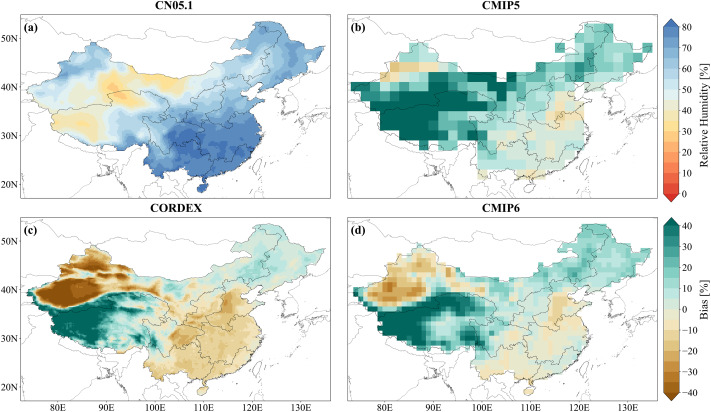 CN05.1
CMIP5
(a)
(b)
50N
40N
30N
20N
80
70
60
50
40
30
20
10
0
Relative Humidity [%]
CORDEX
CMIP6
(c)
(d)
50N
40N
30N
20N
80E
90E
100E
110E
120E
130E
80E
90E
100E
110E
120E
130E
40
30
20
10
0
−10
−20
−30
−40
Bias [%]